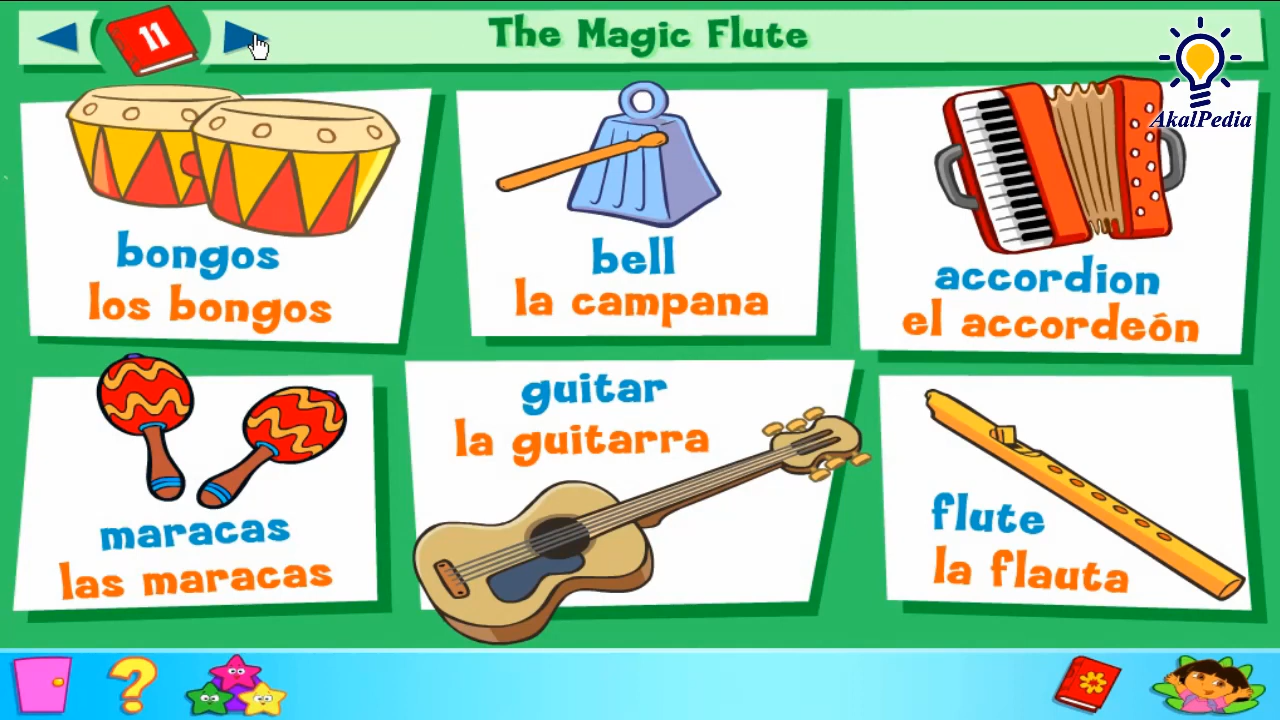 11
The Magic Flute
AkalPedia
bongos
los bongos
bell
la campana
accordion
el accordeón
maracas
las maracas
guitar
la guitarra
flute
la flauta
?